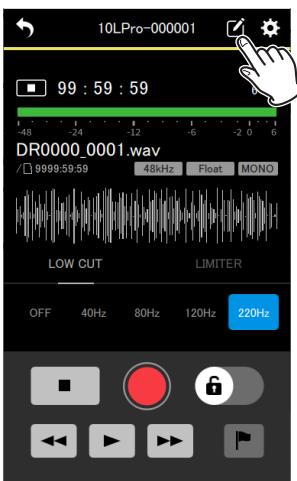 10LPro-000001
99 : 59 : 59
-48 -24 -12 -6 -2 0 6
DR0000_0001.wav
/ 9999:59:59 48kHz Float MONO
LOW CUT LIMITER
OFF 40Hz 80Hz 120Hz 220Hz